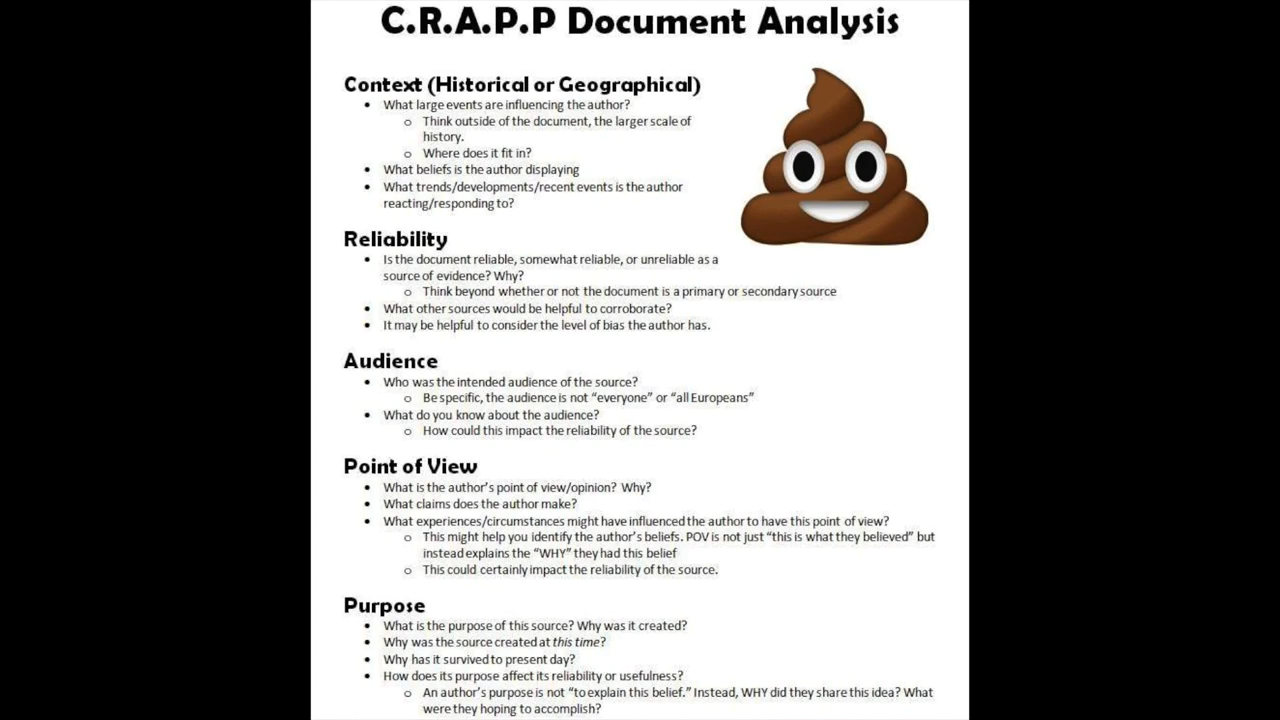 C.R.A.P.P Document Analysis
Context (Historical or Geographical)
• What large events are influencing the author?
o Think outside of the document, the larger scale of
history.
o Where does it fit in?
• What beliefs is the author displaying
• What trends/developments/recent events is the author
reacting/responding to?
Reliability
• Is the document reliable, somewhat reliable, or unreliable as a
source of evidence? Why?
o Think beyond whether or not the document is a primary or secondary source
• What other sources would be helpful to corroborate?
• It may be helpful to consider the level of bias the author has.
Audience
• Who was the intended audience of the source?
o Be specific, the audience is not “everyone” or “all Europeans”
• What do you know about the audience?
o How could this impact the reliability of the source?
Point of View
• What is the author’s point of view/opinion? Why?
• What claims does the author make?
• What experiences/circumstances might have influenced the author to have this point of view?
o This might help you identify the author’s beliefs. POV is not just “this is what they believed” but
instead explains the “WHY” they had this belief
o This could certainly impact the reliability of the source.
Purpose
• What is the purpose of this source? Why was it created?
• Why was the source created at this time?
• Why has it survived to present day?
• How does its purpose affect its reliability or usefulness?
o An author’s purpose is not “to explain this belief.” Instead, WHY did they share this idea? What
were they hoping to accomplish?